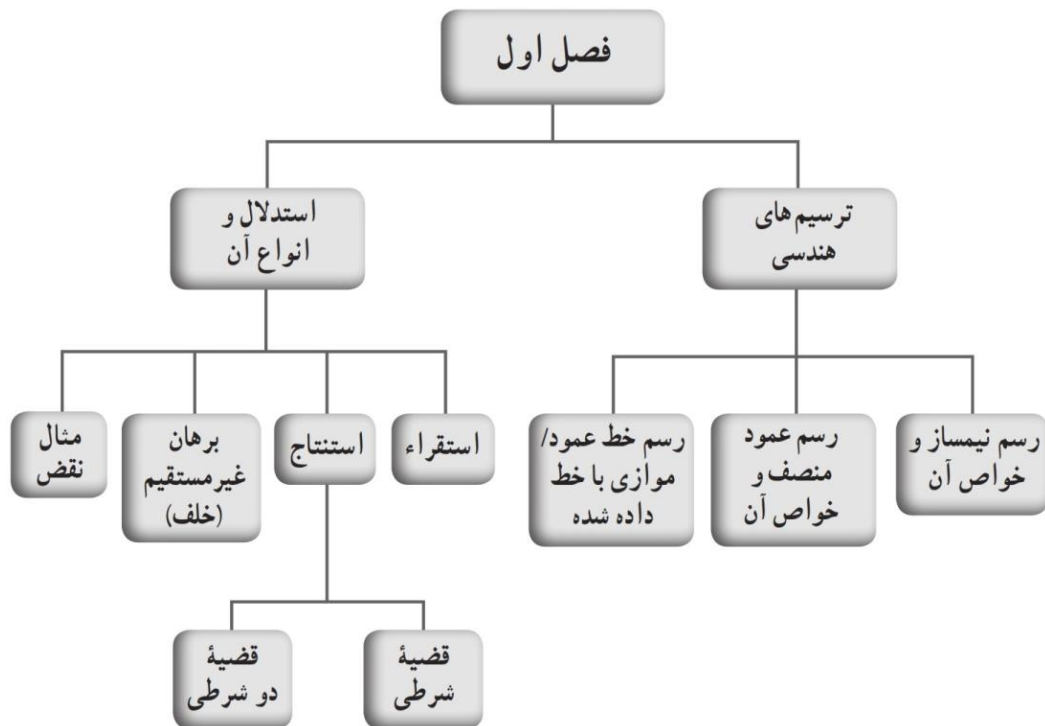 فصل اول
ترسیم‌های
هندسی
استدلال و
انواع آن
رسم نیمساز و
خواص آن
رسم عمود
منصف و
خواص آن
رسم خط عمود/
موازی با خط
داده شده
استقراء
استنتاج
برهان
غیرمستقیم
(خلف)
مثال
نقض
قضیهٔ
شرطی
قضیهٔ
دو شرطی